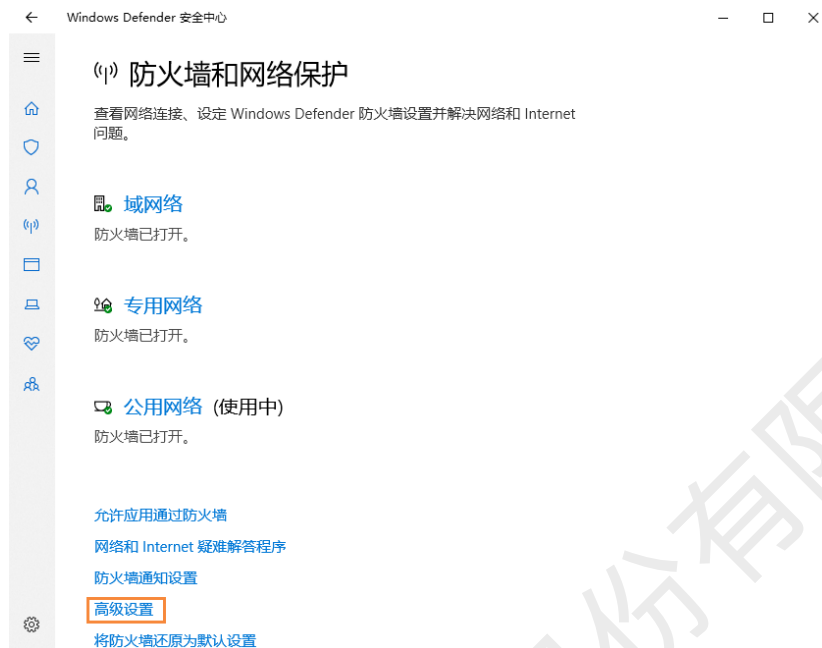 Windows Defender 安全中心
防火墙和网络保护
查看网络连接、设定 Windows Defender 防火墙设置并解决网络和 Internet
问题。
域网络
防火墙已打开。
专用网络
防火墙已打开。
公用网络 (使用中)
防火墙已打开。
允许应用通过防火墙
网络和 Internet 疑难解答程序
防火墙通知设置
高级设置
将防火墙还原为默认设置
份有限